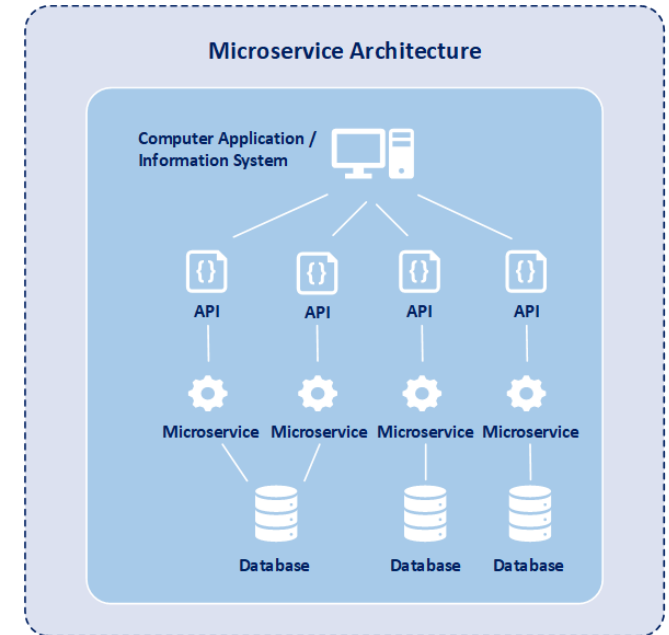 Microservice Architecture
Computer Application /
Information System
{}
{}
{}
{}
API
API
API
API
Microservice
Microservice
Microservice
Microservice
Database
Database
Database